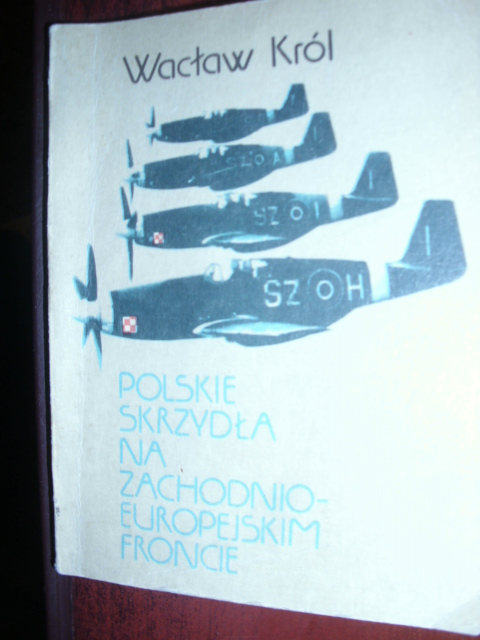 Wacław Król
SZ O A
SZ O I
SZ O H
POLSKIE
SKRZYDŁA
NA
ZACHODNIO-
EUROPEJSKIM
FRONCIE